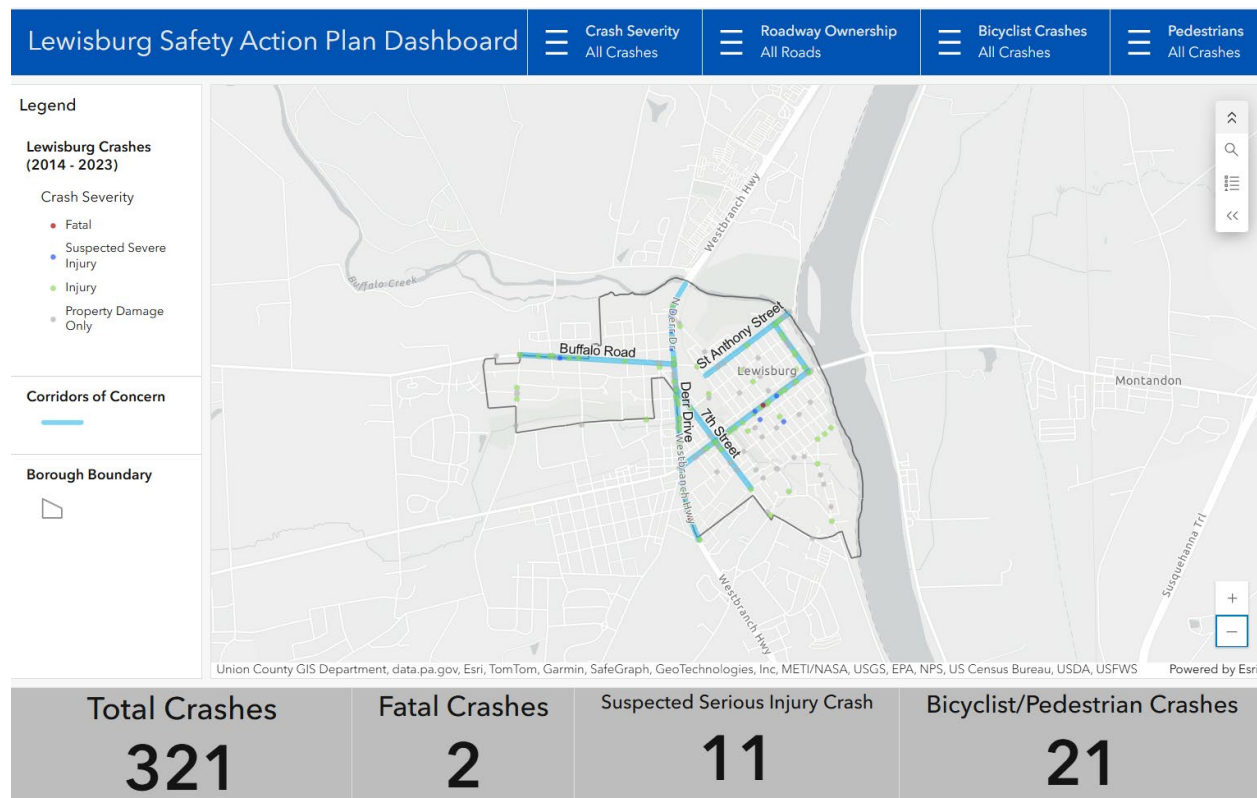 Lewisburg Safety Action Plan Dashboard
Crash Severity
All Crashes
Roadway Ownership
All Roads
Bicyclist Crashes
All Crashes
Pedestrians
All Crashes
Legend
Lewisburg Crashes
(2014 - 2023)
Crash Severity
Fatal
Suspected Severe
Injury
Injury
Property Damage
Only
Corridors of Concern
Borough Boundary
Westbranch Hwy
Buffalo Creek
N Derr Dr
St Anthony Street
Buffalo Road
Lewisburg
Montandon
Derr Drive
7th Street
Westbranch Hwy
Westbranch Hwy
Susquehanna Trl
+
−
Union County GIS Department, data.pa.gov, Esri, TomTom, Garmin, SafeGraph, GeoTechnologies, Inc, METI/NASA, USGS, EPA, NPS, US Census Bureau, USDA, USFWS
Powered by Esri
Total Crashes
321
Fatal Crashes
2
Suspected Serious Injury Crash
11
Bicyclist/Pedestrian Crashes
21